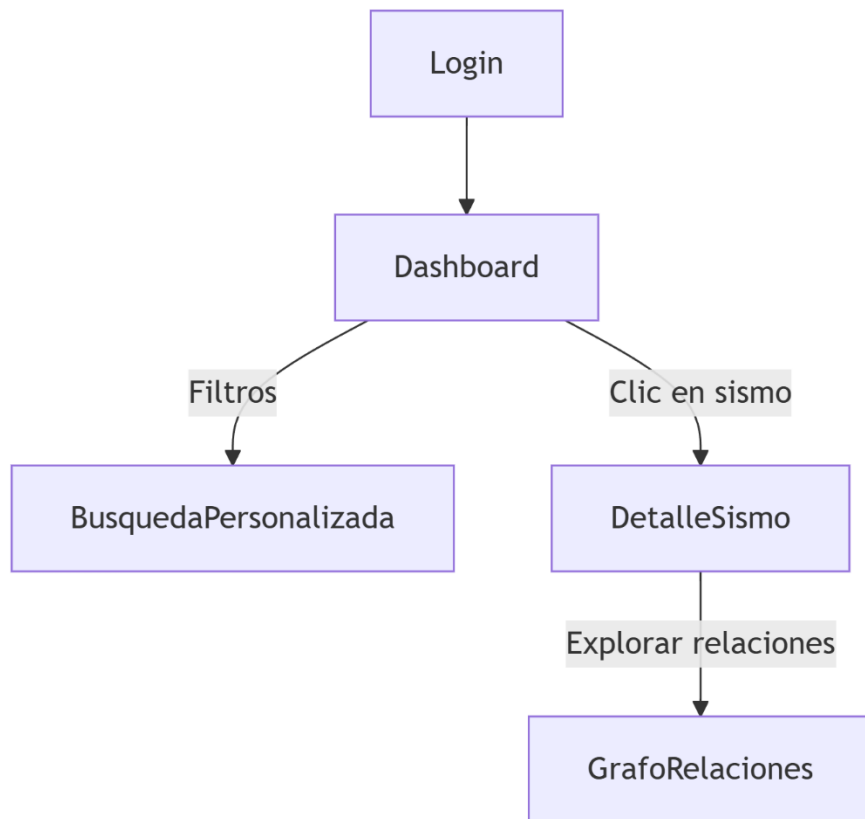 Login
Dashboard
Filtros
Clic en sismo
BusquedaPersonalizada
DetalleSismo
Explorar relaciones
GrafoRelaciones